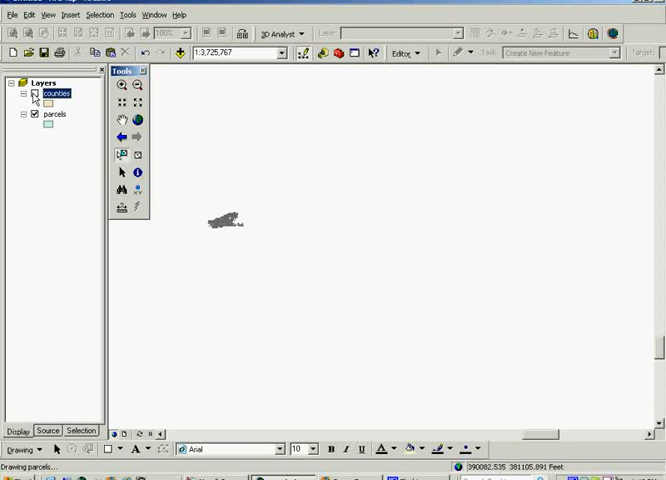 File Edit View Insert Selection Tools Window Help
100% 3D Analyst Layer:
1:3,725,767 Editor Task: Create New Feature Target:
Tools
Layers
counties
parcels
XY
Display Source Selection
Drawing Arial 10 B I U A
Drawing parcels... 390082.535 381105.891 Feet